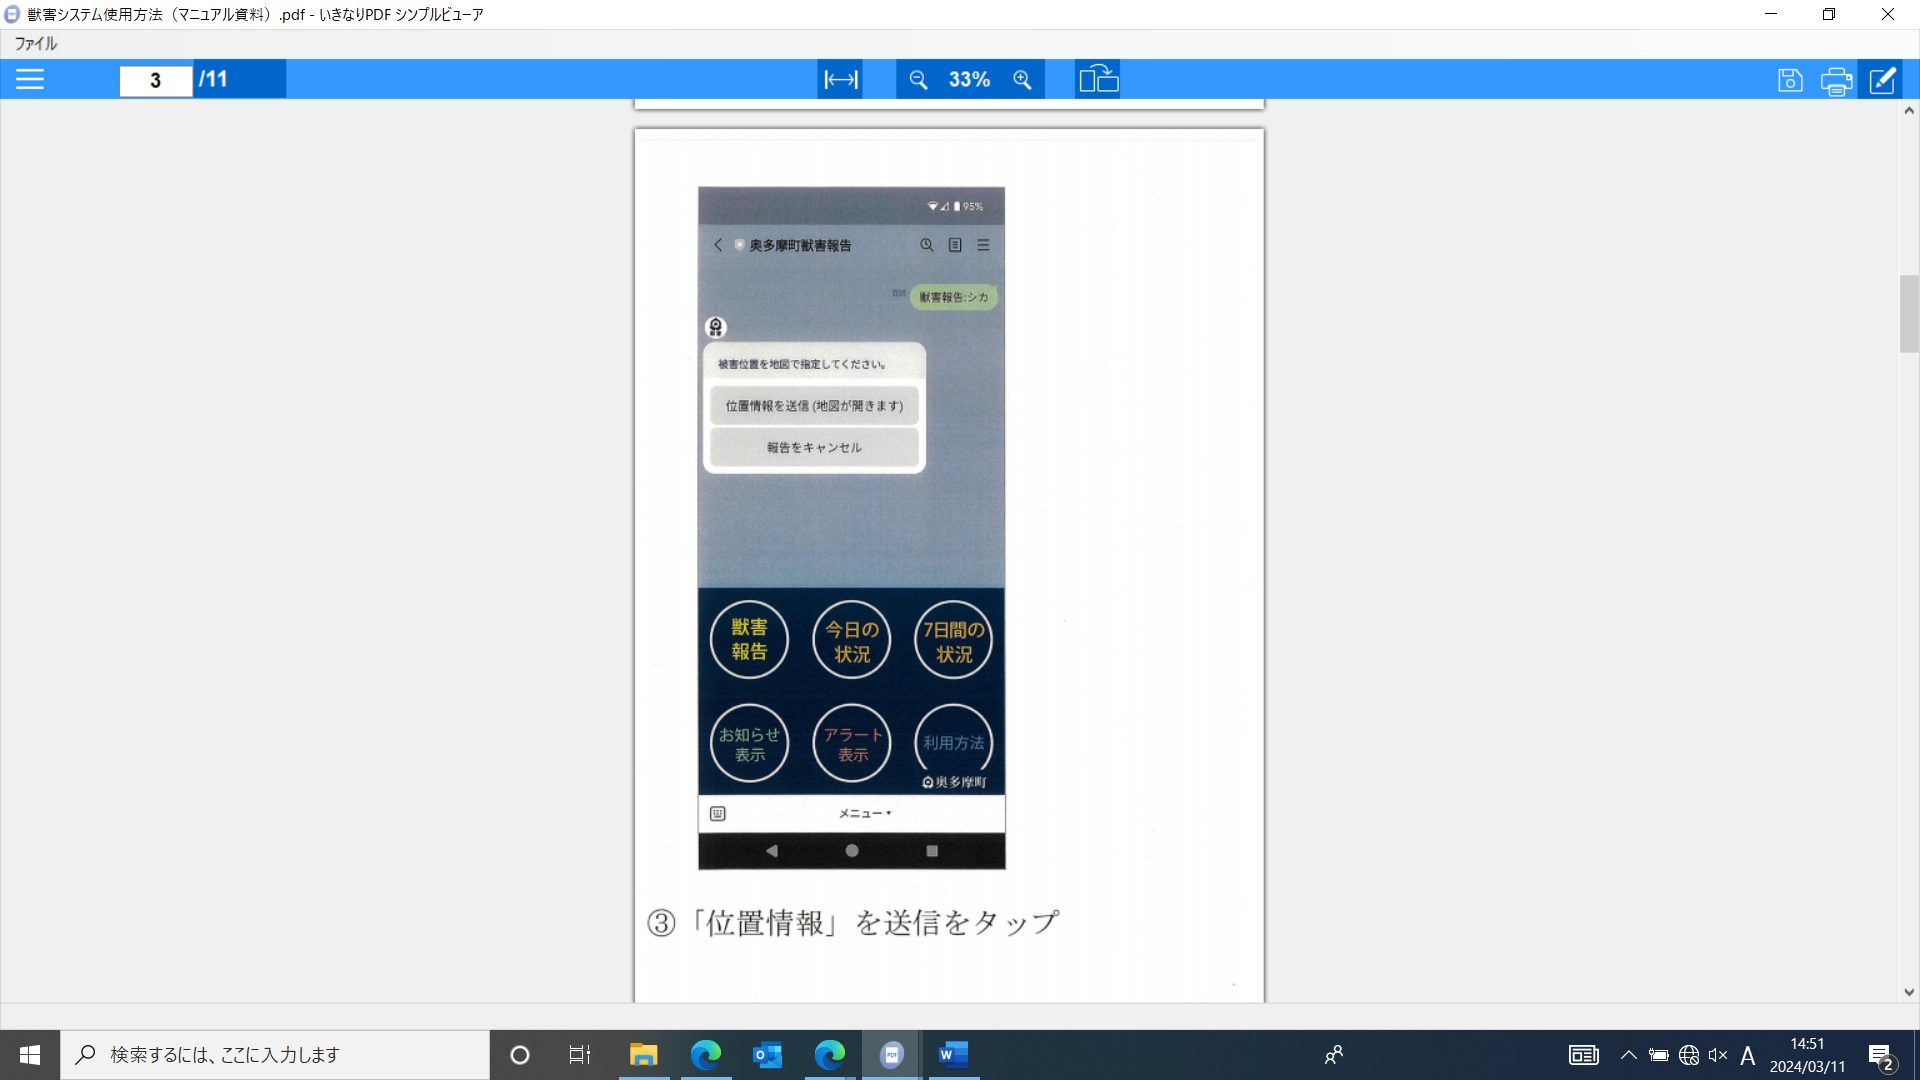 獣害システム使用方法（マニュアル資料）.pdf - いきなりPDF シンプルビューア
ファイル
3 /11
33%
95%
奥多摩町獣害報告
獣害報告:シカ
被害位置を地図で指定してください。
位置情報を送信 (地図が開きます)
報告をキャンセル
獣害
報告
今日の
状況
7日間の
状況
お知らせ
表示
アラート
表示
利用方法
奥多摩町
メニュー
③「位置情報」を送信をタップ
検索するには、ここに入力します
A
14:51
2024/03/11
2